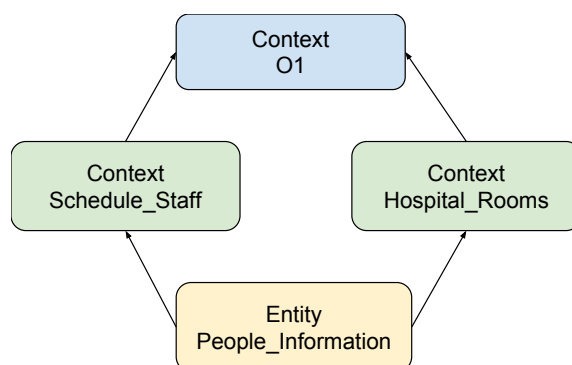 Context
O1
Context
Schedule_Staff
Context
Hospital_Rooms
Entity
People_Information